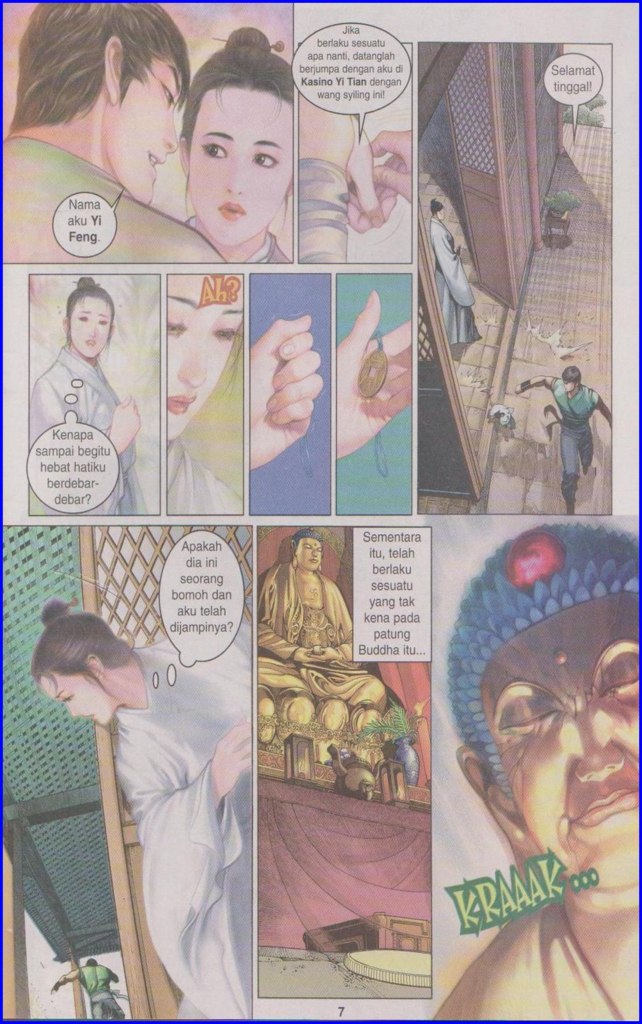 Nama
aku Yi
Feng.
Jika
berlaku sesuatu
apa nanti, datanglah
berjumpa dengan aku di
Kasino Yi Tian dengan
wang syiling ini!
Selamat
tinggal!
Kenapa
sampai begitu
hebat hatiku
berdebar-
debar?
AH?
Apakah
dia ini
seorang
bomoh dan
aku telah
dijampinya?
Sementara
itu, telah
berlaku
sesuatu
yang tak
kena pada
patung
Buddha itu...
KRAAAK...
7